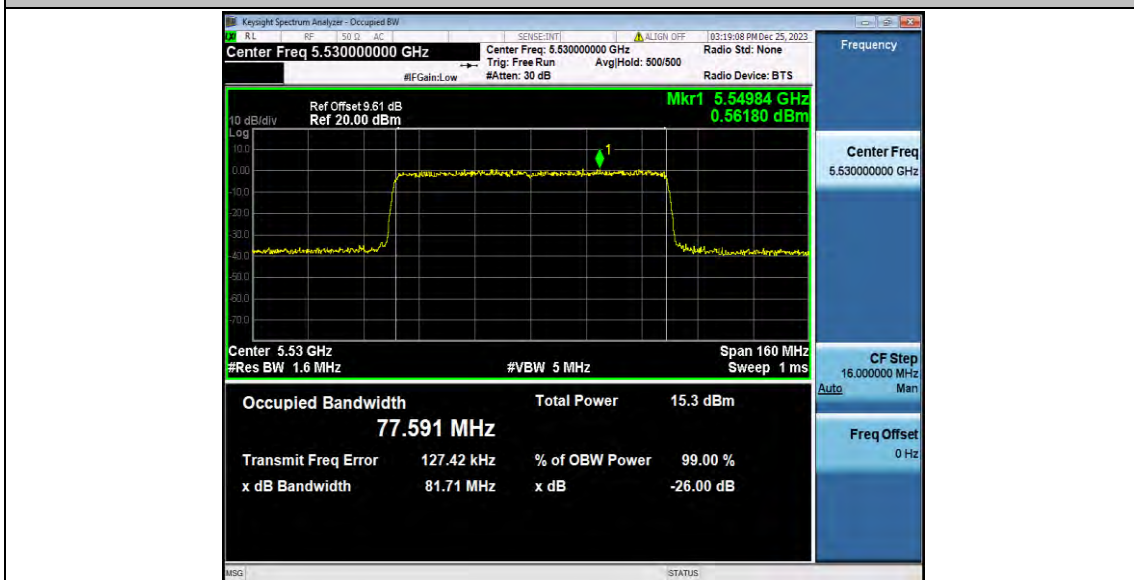 Keysight Spectrum Analyzer - Occupied BW
RL RF 50 Ω AC SENSE:INT ALIGN OFF 03:19:08 PM Dec 25, 2023
Center Freq 5.530000000 GHz
Center Freq: 5.530000000 GHz Radio Std: None
Trig: Free Run Avg|Hold: 500/500
#IFGain:Low #Atten: 30 dB Radio Device: BTS
Frequency
Mkr1 5.54984 GHz
0.56180 dBm
Ref Offset 9.61 dB
10 dB/div Ref 20.00 dBm
Log
10.0
0.00
-10.0
-20.0
-30.0
-40.0
-50.0
-60.0
-70.0
1
Center Freq
5.530000000 GHz
Center 5.53 GHz Span 160 MHz
#Res BW 1.6 MHz #VBW 5 MHz Sweep 1 ms
CF Step
16.000000 MHz
Auto Man
Occupied Bandwidth Total Power 15.3 dBm
77.591 MHz
Transmit Freq Error 127.42 kHz % of OBW Power 99.00 %
x dB Bandwidth 81.71 MHz x dB -26.00 dB
Freq Offset
0 Hz
MSG STATUS